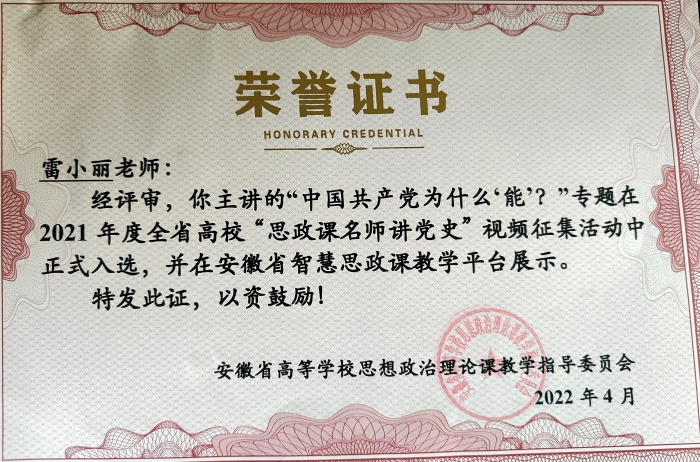 荣誉证书
HONORARY CREDENTIAL
雷小丽老师：
经评审，你主讲的“中国共产党为什么‘能’？”专题在
2021 年度全省高校“思政课名师讲党史”视频征集活动中
正式入选，并在安徽省智慧思政课教学平台展示。
特发此证，以资鼓励！
安徽省高等学校思想政治理论课教学指导委员会
2022 年 4 月